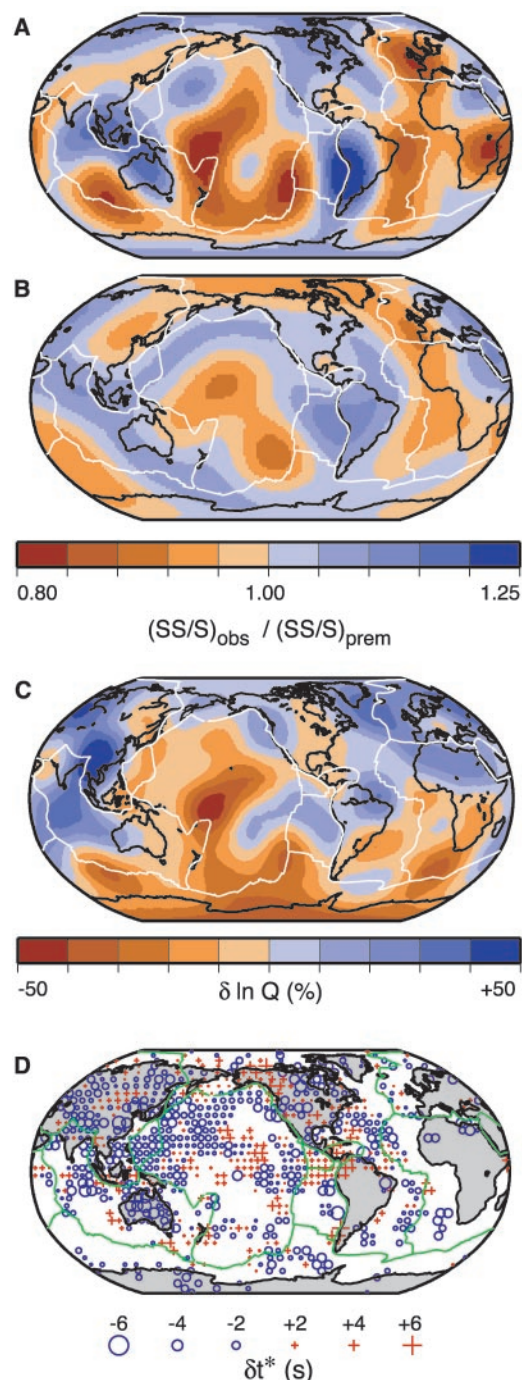 A
B
0.80 1.00 1.25
(SS/S)obs / (SS/S)prem
C
-50 δ ln Q (%) +50
D
-6 -4 -2 +2 +4 +6
δt* (s)